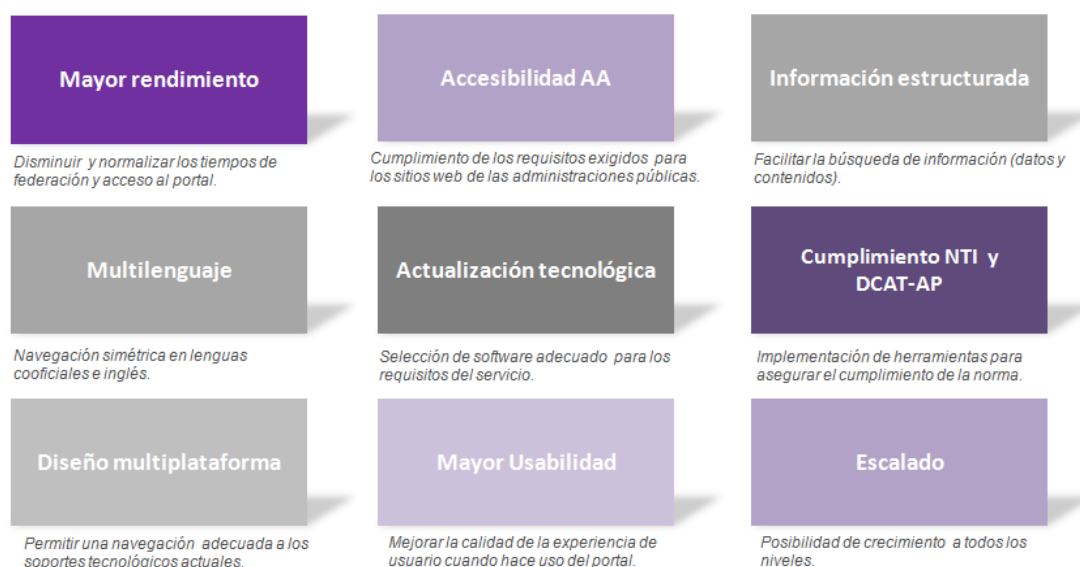 Mayor rendimiento
Disminuir y normalizar los tiempos de
federación y acceso al portal.
Accesibilidad AA
Cumplimiento de los requisitos exigidos para
los sitios web de las administraciones públicas.
Información estructurada
Facilitar la búsqueda de información (datos y
contenidos).
Multilenguaje
Navegación simétrica en lenguas
cooficiales e inglés.
Actualización tecnológica
Selección de software adecuado para los
requisitos del servicio.
Cumplimiento NTI y
DCAT-AP
Implementación de herramientas para
asegurar el cumplimiento de la norma.
Diseño multiplataforma
Permitir una navegación adecuada a los
soportes tecnológicos actuales.
Mayor Usabilidad
Mejorar la calidad de la experiencia de
usuario cuando hace uso del portal.
Escalado
Posibilidad de crecimiento a todos los
niveles.